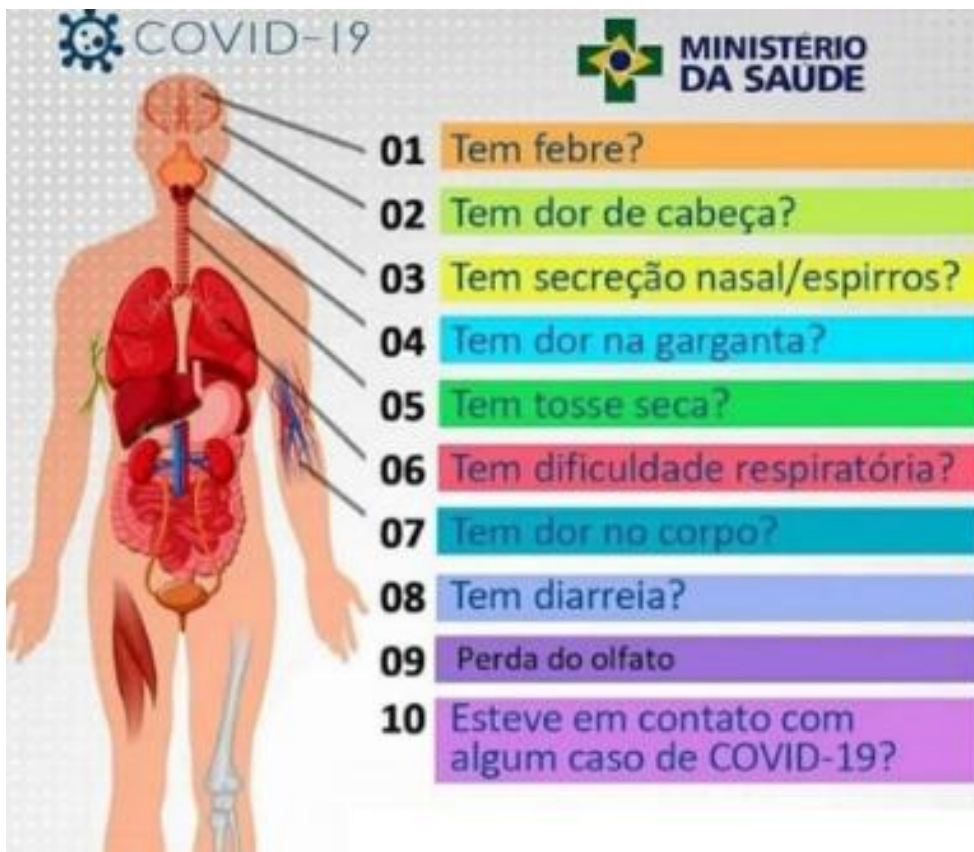 COVID-19
MINISTÉRIO
DA SAÚDE
01 Tem febre?
02 Tem dor de cabeça?
03 Tem secreção nasal/espirros?
04 Tem dor na garganta?
05 Tem tosse seca?
06 Tem dificuldade respiratória?
07 Tem dor no corpo?
08 Tem diarreia?
09 Perda do olfato
10 Esteve em contato com
algum caso de COVID-19?